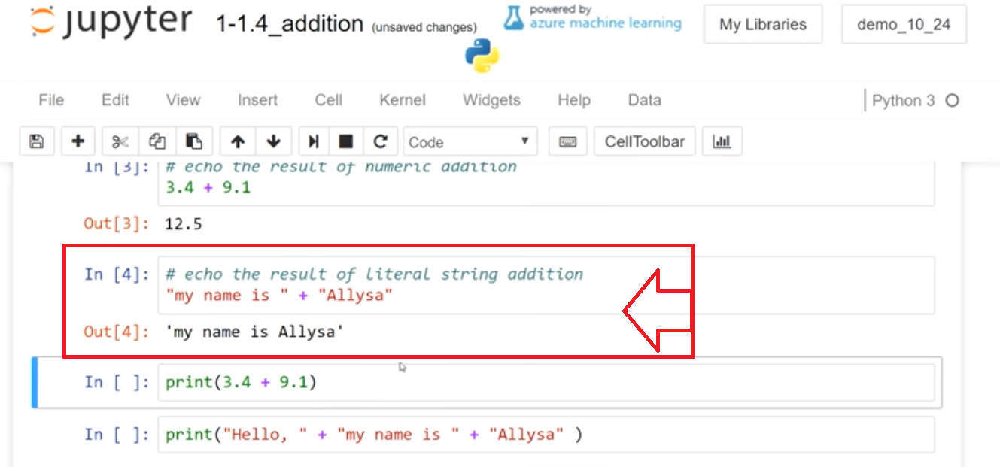 jupyter 1-1.4_addition (unsaved changes)
powered by
azure machine learning
My Libraries
demo_10_24
File Edit View Insert Cell Kernel Widgets Help Data
Python 3
Code
CellToolbar
In [3]: # echo the result of numeric addition
3.4 + 9.1
Out[3]: 12.5
In [4]: # echo the result of literal string addition
"my name is " + "Allysa"
Out[4]: 'my name is Allysa'
In [ ]: print(3.4 + 9.1)
In [ ]: print("Hello, " + "my name is " + "Allysa" )